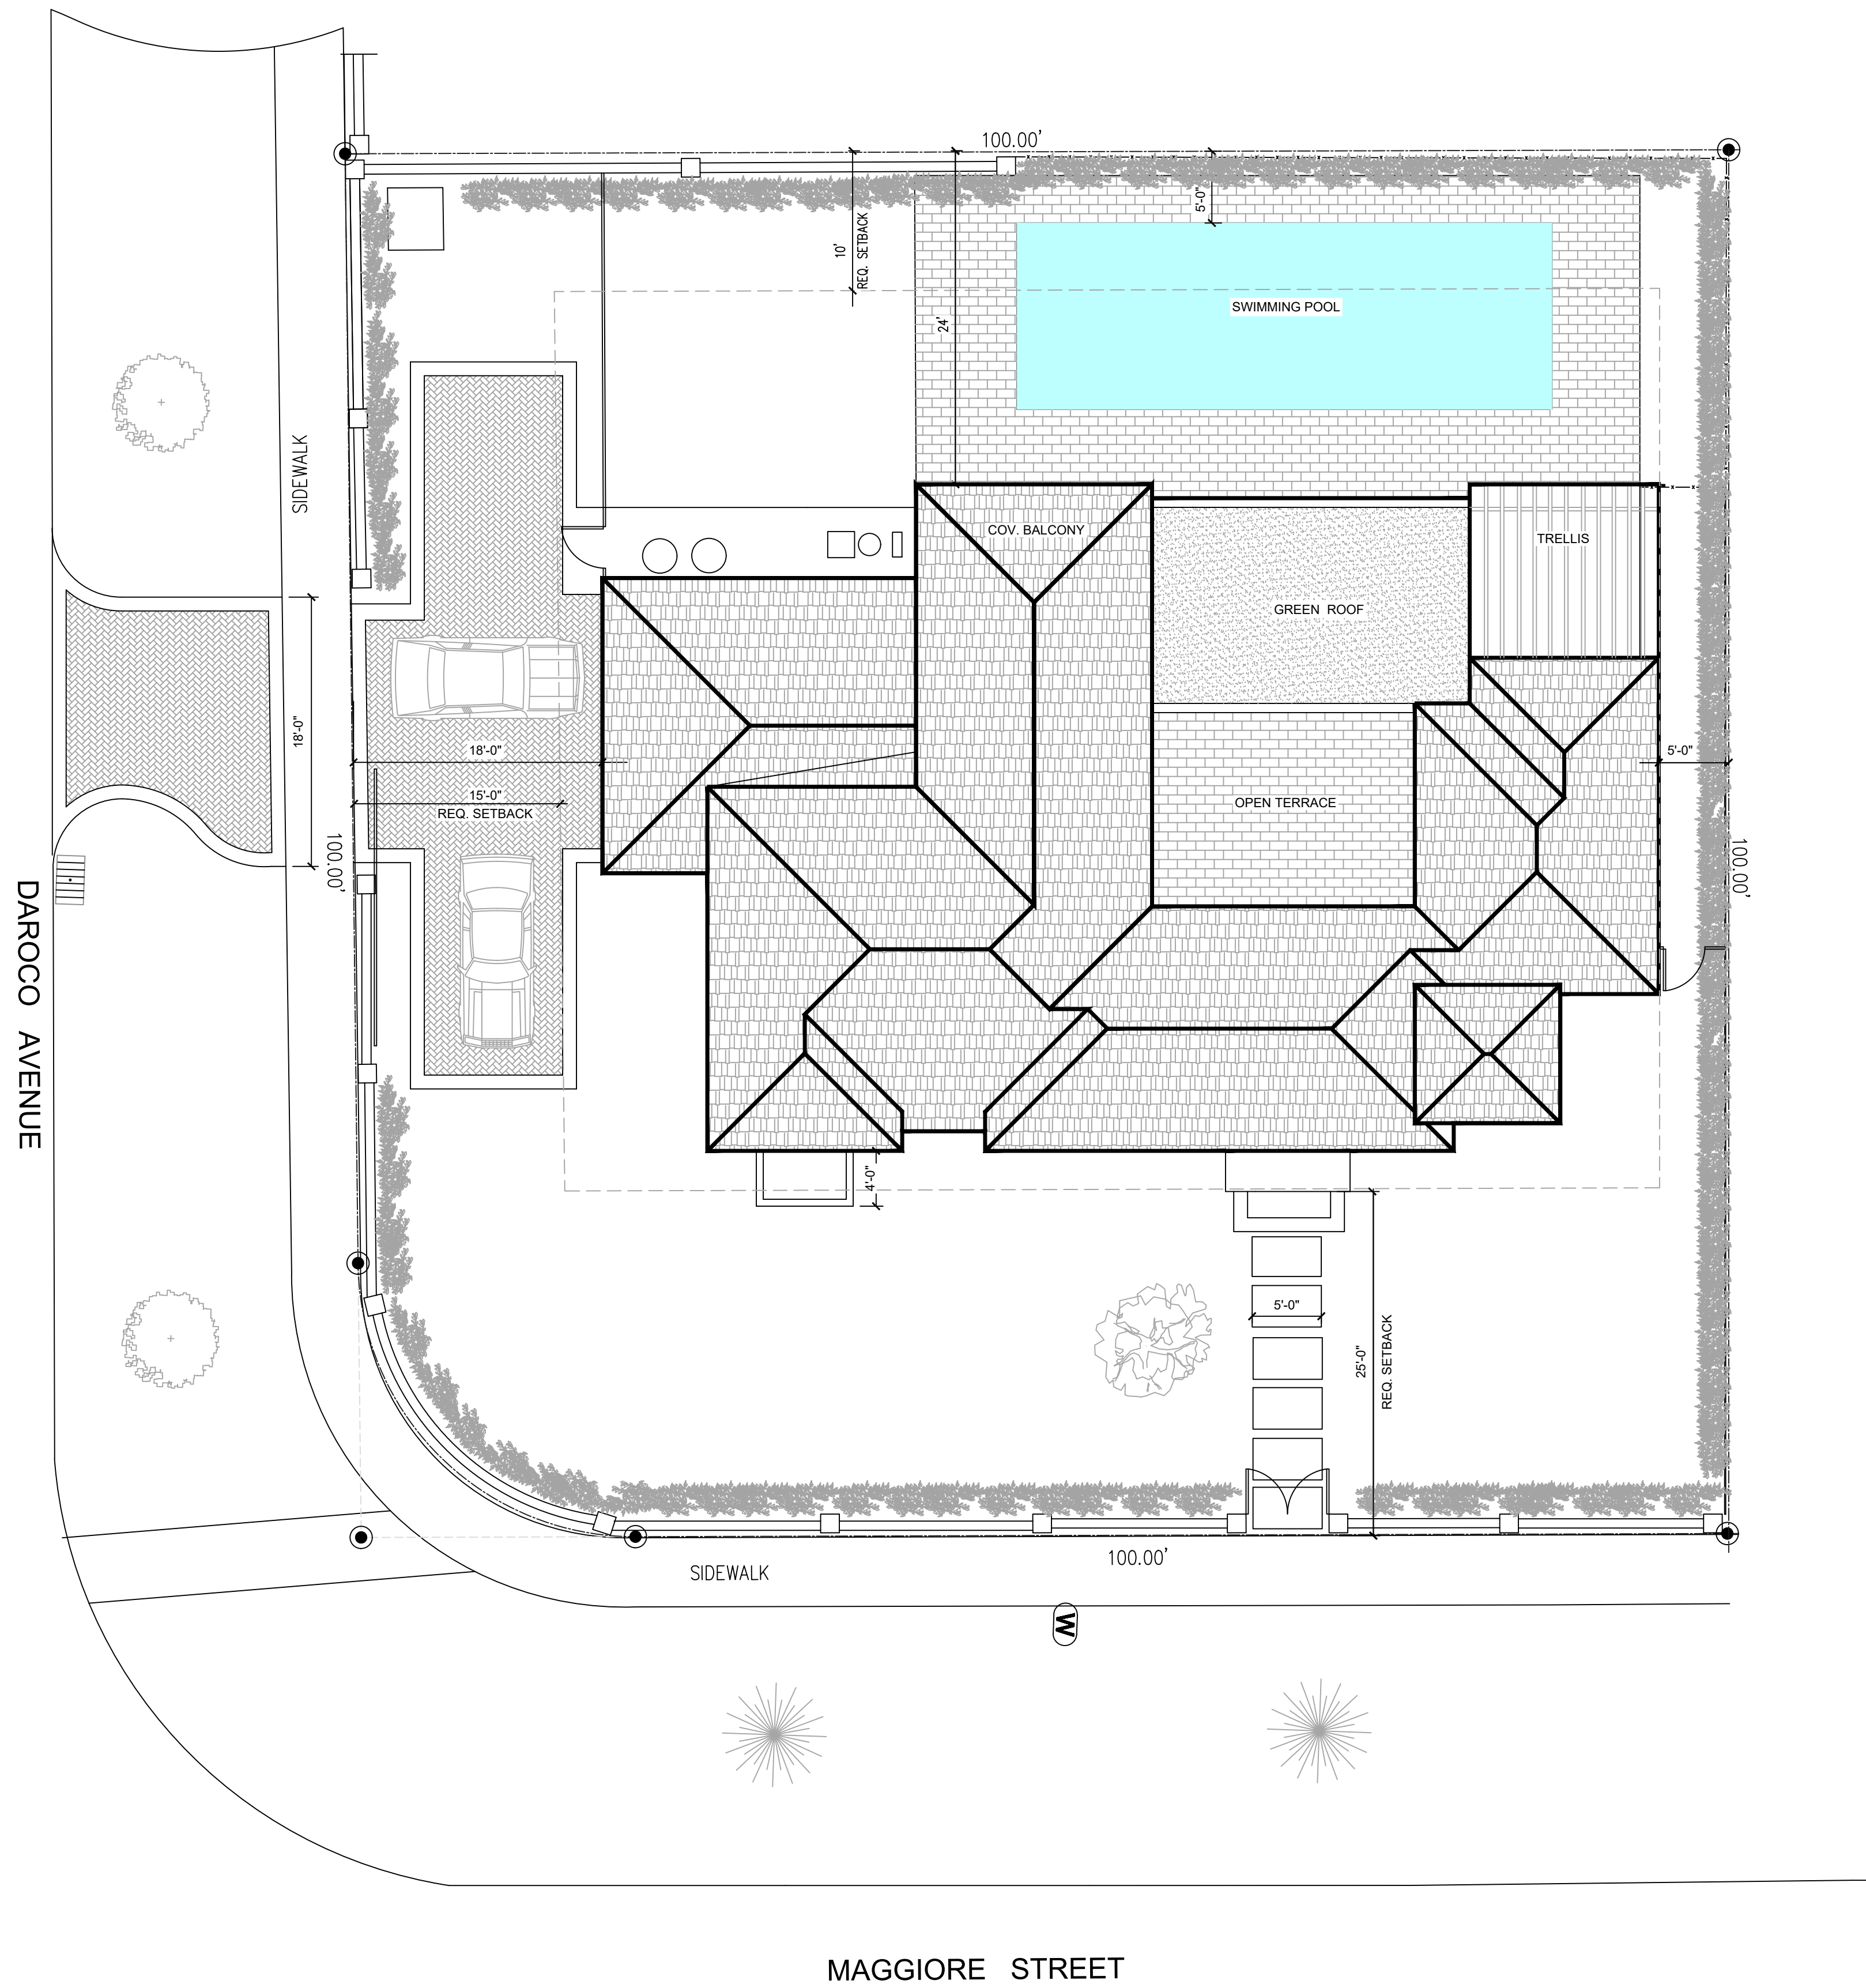 100.00'
5'-0"
10'
REQ. SETBACK
24'
SWIMMING POOL
SIDEWALK
COV. BALCONY
TRELLIS
GREEN ROOF
18'-0"
18'-0"
5'-0"
15'-0"
REQ. SETBACK
OPEN TERRACE
100.00'
100.00'
DAROCO AVENUE
4'-0"
5'-0"
25'-0"
REQ. SETBACK
100.00'
SIDEWALK
W
MAGGIORE STREET